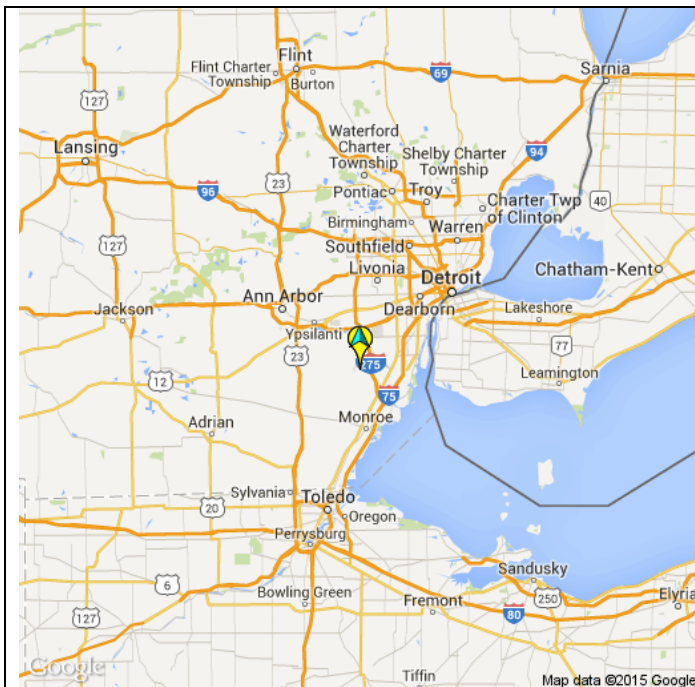 Flint Charter
Township
Flint
Burton
69
Sarnia
127
Lansing
Waterford
Charter
Township
Shelby Charter
Township
94
96
23
Pontiac
Troy
Charter Twp
of Clinton
40
Birmingham
Warren
Southfield
127
Livonia
Detroit
Chatham-Kent
Jackson
Ann Arbor
Dearborn
Lakeshore
Ypsilanti
23
275
77
12
75
Leamington
Adrian
Monroe
Sylvania
Toledo
20
Oregon
Perrysburg
6
Sandusky
Bowling Green
250
Elyria
127
Fremont
80
23
Tiffin
Google
Map data ©2015 Google